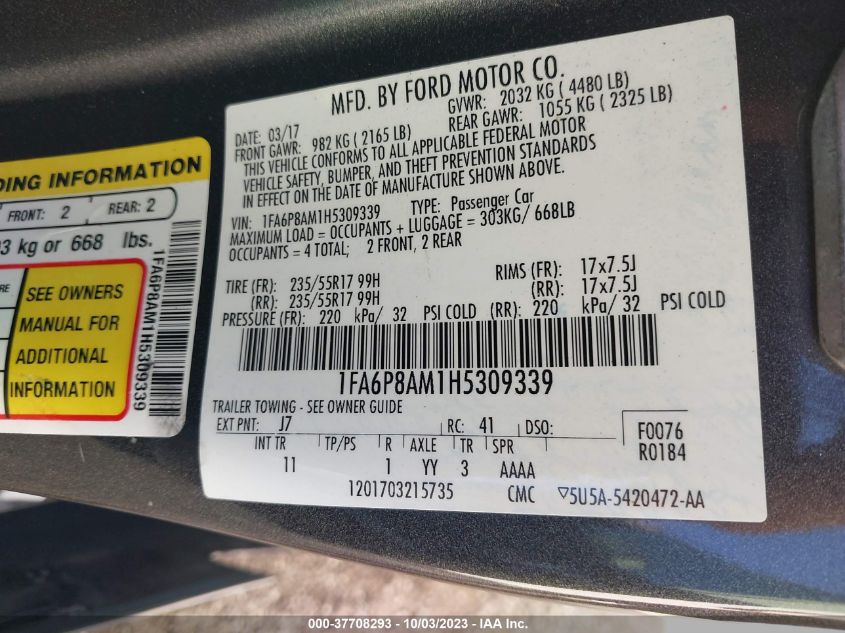 MFD. BY FORD MOTOR CO.
DATE: 03/17 GVWR: 2032 KG ( 4480 LB)
FRONT GAWR: 982 KG ( 2165 LB) REAR GAWR: 1055 KG ( 2325 LB)
THIS VEHICLE CONFORMS TO ALL APPLICABLE FEDERAL MOTOR
VEHICLE SAFETY, BUMPER, AND THEFT PREVENTION STANDARDS
IN EFFECT ON THE DATE OF MANUFACTURE SHOWN ABOVE.
VIN: 1FA6P8AM1H5309339 TYPE: Passenger Car
MAXIMUM LOAD = OCCUPANTS + LUGGAGE = 303KG/ 668LB
OCCUPANTS = 4 TOTAL; 2 FRONT, 2 REAR
TIRE (FR): 235/55R17 99H RIMS (FR): 17x7.5J
(RR): 235/55R17 99H (RR): 17x7.5J
PRESSURE (FR): 220 kPa/ 32 PSI COLD (RR): 220 kPa/ 32 PSI COLD
1FA6P8AM1H5309339
TRAILER TOWING - SEE OWNER GUIDE
EXT PNT: J7 RC: 41 DSO: F0076
R0184
INT TR TP/PS R AXLE TR SPR
11 1 YY 3 AAAA
1201703215735 CMC ▽5U5A-5420472-AA
DING INFORMATION
FRONT: 2 REAR: 2
3 kg or 668 lbs.
RE
SEE OWNERS
MANUAL FOR
ADDITIONAL
INFORMATION
1FA6P8AM1H5309339
000-37708293 - 10/03/2023 - IAA Inc.